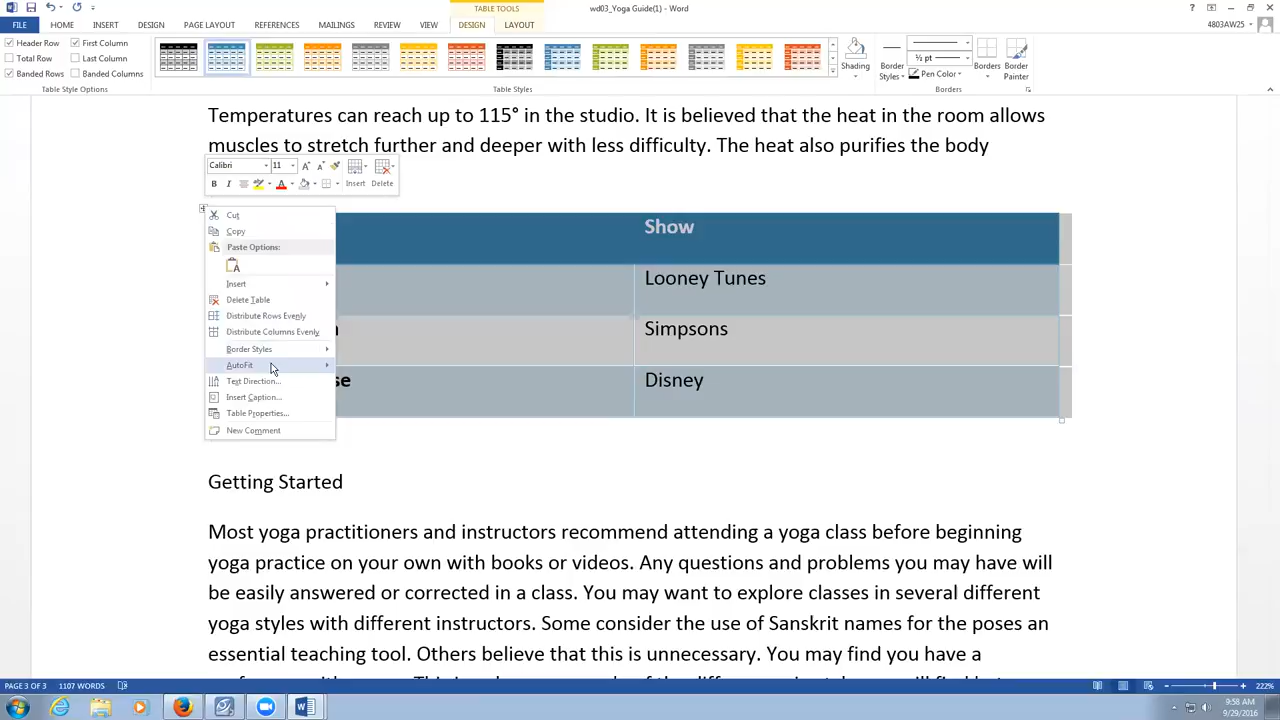 TABLE TOOLS
wd03_Yoga Guide(1) - Word
FILE HOME INSERT DESIGN PAGE LAYOUT REFERENCES MAILINGS REVIEW VIEW DESIGN LAYOUT
4803AW25
Header Row First Column
Total Row Last Column
Banded Rows Banded Columns
Table Style Options
Table Styles
Shading
Border Styles
½ pt
Pen Color
Borders
Border Painter
Borders
Temperatures can reach up to 115° in the studio. It is believed that the heat in the room allows
muscles to stretch further and deeper with less difficulty. The heat also purifies the body
Calibri 11
Insert Delete
Cut
Copy
Paste Options:
Insert
Delete Table
Distribute Rows Evenly
Distribute Columns Evenly
Border Styles
AutoFit
Text Direction...
Insert Caption...
Table Properties...
New Comment
Show
Looney Tunes
Simpsons
se
Disney
Getting Started
Most yoga practitioners and instructors recommend attending a yoga class before beginning
yoga practice on your own with books or videos. Any questions and problems you may have will
be easily answered or corrected in a class. You may want to explore classes in several different
yoga styles with different instructors. Some consider the use of Sanskrit names for the poses an
essential teaching tool. Others believe that this is unnecessary. You may find you have a
PAGE 3 OF 3 1107 WORDS
222%
9:58 AM
9/29/2016